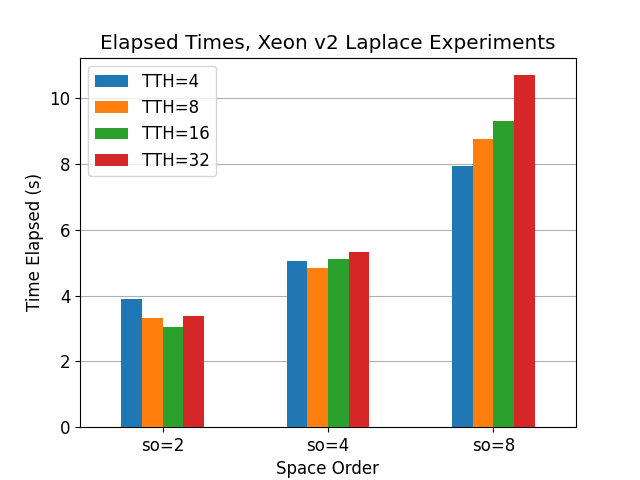 Elapsed Times, Xeon v2 Laplace Experiments
TTH=4
TTH=8
TTH=16
TTH=32
Time Elapsed (s)
10
8
6
4
2
0
so=2 so=4 so=8
Space Order